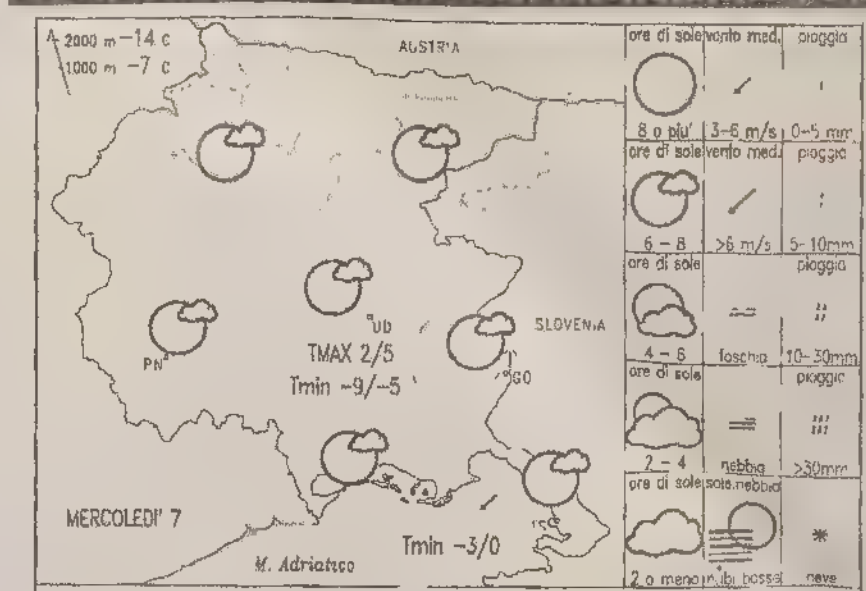 2000 m -14 C
1000 m -7 C
AUSTRIA
SLOVENIA
UD
PN
GO
TMAX 2/5
Tmin -9/-5
MERCOLEDI' 7
M. Adriatico
Tmin -3/0
TS
ore di sole vento med. pioggia
8 o piu' 3-6 m/s 0-5 mm
ore di sole vento med. pioggia
6 - 8 >6 m/s 5-10mm
ore di sole pioggia
4 - 6 foschia 10-30mm
ore di sole pioggia
2 - 4 nebbia >30mm
ore di sole sole, nebbia
2 o meno nubi basse neve